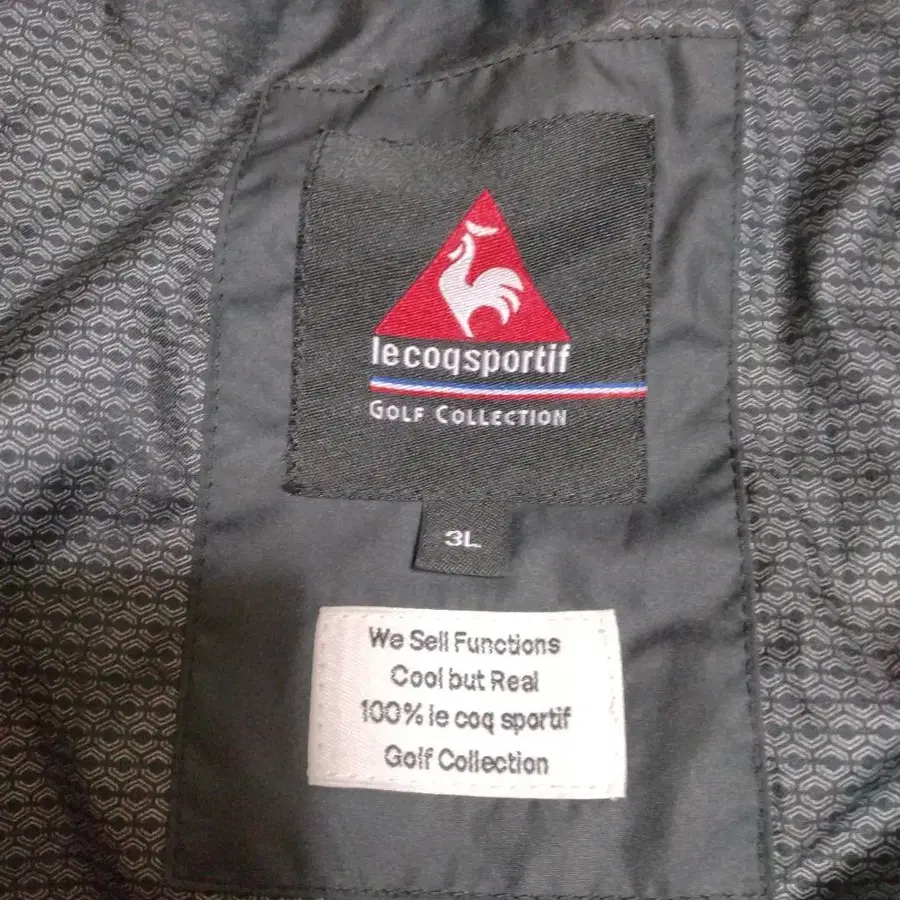 lecoqsportif
GOLF COLLECTION
3L
We Sell Functions
Cool but Real
100% le coq sportif
Golf Collection